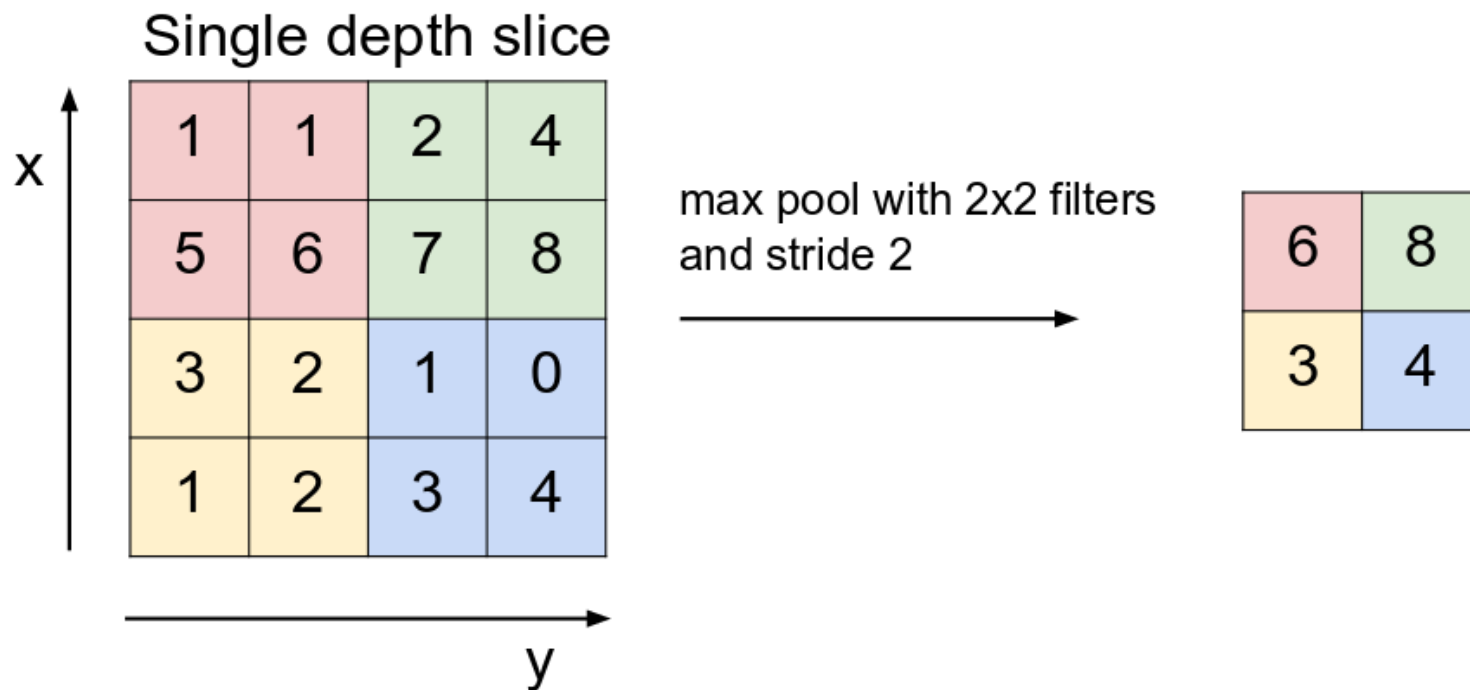 Single depth slice
x
1 1 2 4
5 6 7 8
3 2 1 0
1 2 3 4
y
max pool with 2x2 filters
and stride 2
6 8
3 4